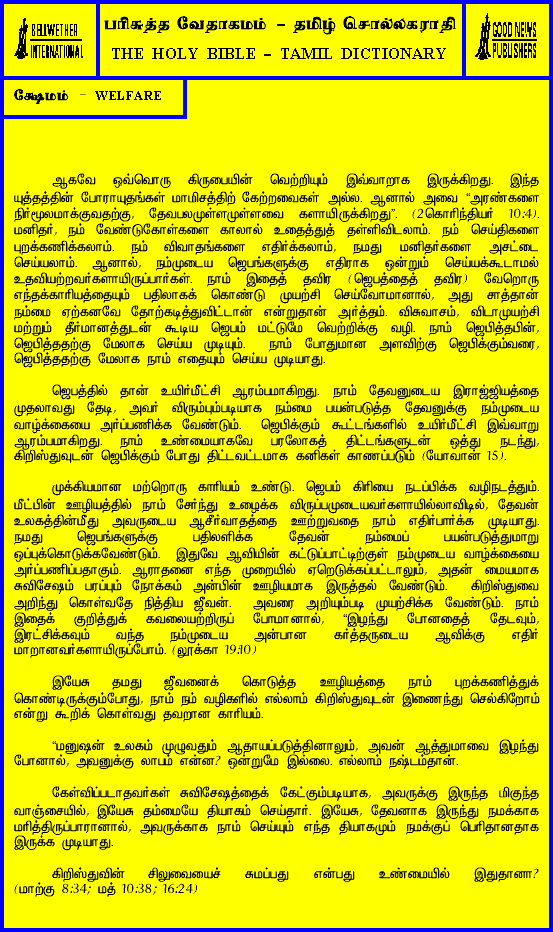 BELLWETHER
INTERNATIONAL
பரிசுத்த வேதாகமம் – தமிழ் சொல்லகராதி
THE HOLY BIBLE – TAMIL DICTIONARY
GOOD NEWS
PUBLISHERS
க்ஷேமம் – WELFARE
ஆகவே ஒவ்வொரு கிருபையின் வெற்றியும் இவ்வாறாக இருக்கிறது. இந்த
யுத்தத்தின் போராயுதங்கள் மாமிசத்திற் கேற்றவைகள் அல்ல. ஆனால் அவை “அரண்களை
நிர்மூலமாக்குவதற்கு, தேவபலமுள்ளமுள்ளவை களாயிருக்கிறது”. (2கொரிந்தியர் 10:4).
மனிதர், நம் வேண்டுகோள்களை காலால் உதைத்துத் தள்ளிவிடலாம். நம் செய்திகளை
புறக்கணிக்கலாம். நம் விவாதங்களை எதிர்க்கலாம், நமது மனிதர்களை அசட்டை
செய்யலாம். ஆனால், நம்முடைய ஜெபங்களுக்கு எதிராக ஒன்றும் செய்யக்கூடாமல்
உதவியற்றவர்களாயிருப்பார்கள். நாம் இதைத் தவிர (ஜெபத்தைத் தவிர) வேறொரு
எந்தக்காரியத்தையும் பதிலாகக் கொண்டு முயற்சி செய்வோமானால், அது சாத்தான்
நம்மை ஏற்கனவே தோற்கடித்துவிட்டான் என்றுதான் அர்த்தம். விசுவாசம், விடாமுயற்சி
மற்றும் தீர்மானத்துடன் கூடிய ஜெபம் மட்டுமே வெற்றிக்கு வழி. நாம் ஜெபித்தபின்,
ஜெபித்ததற்கு மேலாக செய்ய முடியும். நாம் போதுமான அளவிற்கு ஜெபிக்கும்வரை,
ஜெபித்ததற்கு மேலாக நாம் எதையும் செய்ய முடியாது.
ஜெபத்தில் தான் உயிர்மீட்சி ஆரம்பமாகிறது. நாம் தேவனுடைய இராஜ்ஜியத்தை
முதலாவது தேடி, அவர் விரும்பும்படியாக நம்மை பயன்படுத்த தேவனுக்கு நம்முடைய
வாழ்க்கையை அர்ப்பணிக்க வேண்டும். ஜெபிக்கும் கூட்டங்களில் உயிர்மீட்சி இவ்வாறு
ஆரம்பமாகிறது. நாம் உண்மையாகவே பரலோகத் திட்டங்களுடன் ஒத்து நடந்து,
கிறிஸ்துவுடன் ஜெபிக்கும் போது திட்டவட்டமாக கனிகள் காணப்படும் (யோவான் 15).
முக்கியமான மற்றொரு காரியம் உண்டு. ஜெபம் கிரியை நடப்பிக்க வழிநடத்தும்.
மீட்பின் ஊழியத்தில் நாம் சேர்ந்து உழைக்க விருப்பமுடையவர்களாயில்லாவிடில், தேவன்
உலகத்தின்மீது அவருடைய ஆசீர்வாதத்தை ஊற்றுவதை நாம் எதிர்பார்க்க முடியாது.
நமது ஜெபங்களுக்கு பதிலளிக்க தேவன் நம்மைப் பயன்படுத்துமாறு
ஒப்புக்கொடுக்கவேண்டும். இதுவே ஆவியின் கட்டுப்பாட்டிற்குள் நம்முடைய வாழ்க்கையை
அர்ப்பணிப்பதாகும். ஆராதனை எந்த முறையில் ஏறெடுக்கப்பட்டாலும், அதன் மையமாக
சுவிசேஷம் பரப்பும் நோக்கம் அன்பின் ஊழியமாக இருத்தல் வேண்டும். கிறிஸ்துவை
அறிந்து கொள்வதே நித்திய ஜீவன். அவரை அறியும்படி முயற்சிக்க வேண்டும். நாம்
இதைக் குறித்துக் கவலையற்றிருப் போமானால், “இழந்து போனதைத் தேடவும்,
இரட்சிக்கவும் வந்த நம்முடைய அன்பான கர்த்தருடைய ஆவிக்கு எதிர்
மாறானவர்களாயிருப்போம். (லூக்கா 19:10)
இயேசு தமது ஜீவனைக் கொடுத்த ஊழியத்தை நாம் புறக்கணித்துக்
கொண்டிருக்கும்போது, நாம் நம் வழிகளில் எல்லாம் கிறிஸ்துவுடன் இணைந்து செல்கிறோம்
என்று கூறிக் கொள்வது தவறான காரியம்.
“மனுஷன் உலகம் முழுவதும் ஆதாயப்படுத்தினாலும், அவன் ஆத்துமாவை இழந்து
போனால், அவனுக்கு லாபம் என்ன? ஒன்றுமே இல்லை. எல்லாம் நஷ்டம்தான்.
கேள்விப்படாதவர்கள் சுவிசேஷத்தைக் கேட்கும்படியாக, அவருக்கு இருந்த மிகுந்த
வாஞ்சையில், இயேசு தம்மையே தியாகம் செய்தார். இயேசு, தேவனாக இருந்து நமக்காக
மரித்திருப்பாரானால், அவருக்காக நாம் செய்யும் எந்த தியாகமும் நமக்குப் பெரிதானதாக
இருக்க முடியாது.
கிறிஸ்துவின் சிலுவையைச் சுமப்பது என்பது உண்மையில் இதுதானா?
(மாற்கு 8:34; மத் 10:38; 16:24)